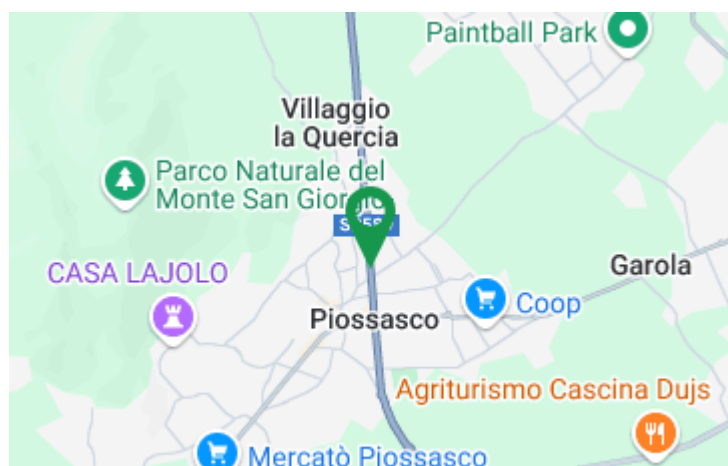 Paintball Park
Villaggio
la Quercia
Parco Naturale del
Monte San Giorgio
CASA LAJOLO
Garola
Coop
Piossasco
Agriturismo Cascina Dujs
Mercatò Piossasco